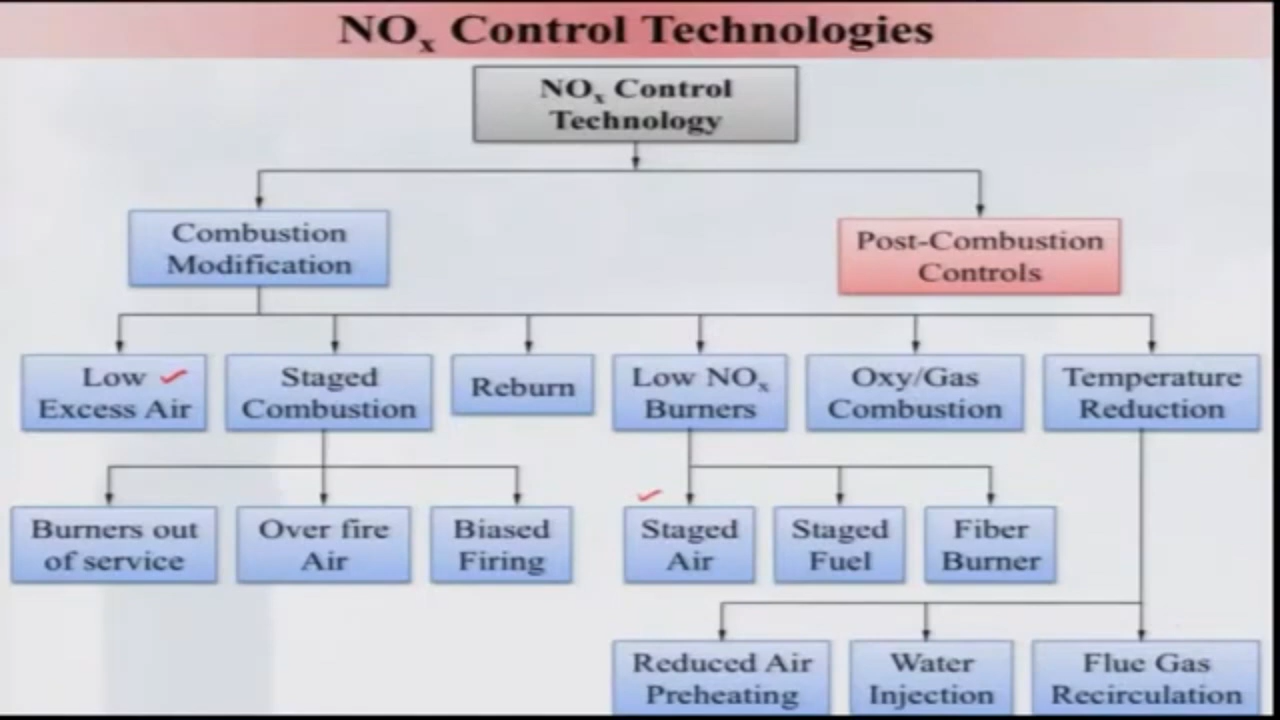 NOx Control Technologies
NOx Control
Technology
Combustion
Modification
Post-Combustion
Controls
Low
Excess Air
Staged
Combustion
Reburn
Low NOx
Burners
Oxy/Gas
Combustion
Temperature
Reduction
Burners out
of service
Over fire
Air
Biased
Firing
Staged
Air
Staged
Fuel
Fiber
Burner
Reduced Air
Preheating
Water
Injection
Flue Gas
Recirculation